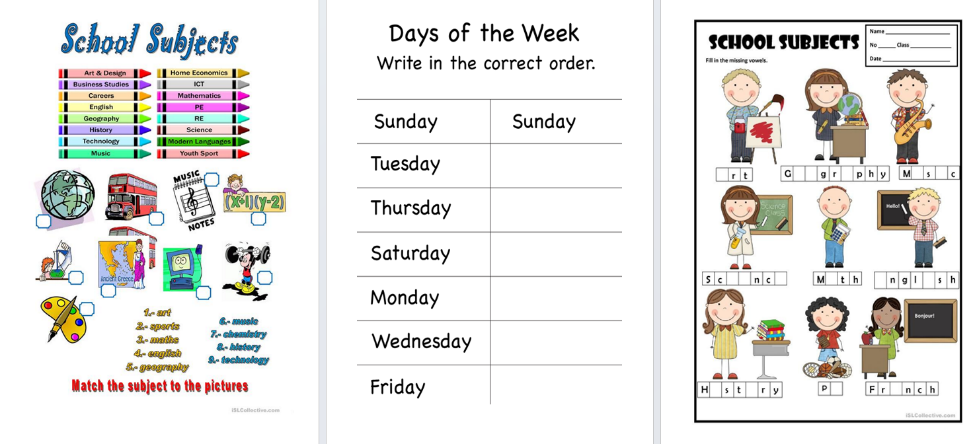 School Subjects
Art & Design
Business Studies
Careers
English
Geography
History
Technology
Music
Home Economics
ICT
Mathematics
PE
RE
Science
Modern Languages
Youth Sport
MUSIC
NOTES
(x+1)(y-2)
Ancient Greece
1.- art
2.- sports
3.- maths
4.- english
5.- geography
6.- music
7.- chemistry
8.- history
9.- technology
Match the subject to the pictures
iSLCollective.com
Days of the Week
Write in the correct order.
Sunday Sunday
Tuesday
Thursday
Saturday
Monday
Wednesday
Friday
SCHOOL SUBJECTS
Name
No Class
Date
Fill in the missing vowels.
r t
G g r p h y
M s c
Hello!
S c n c
M t h
n g l s h
Bonjour!
H s t r y
P
F r n c h
iSLCollective.com